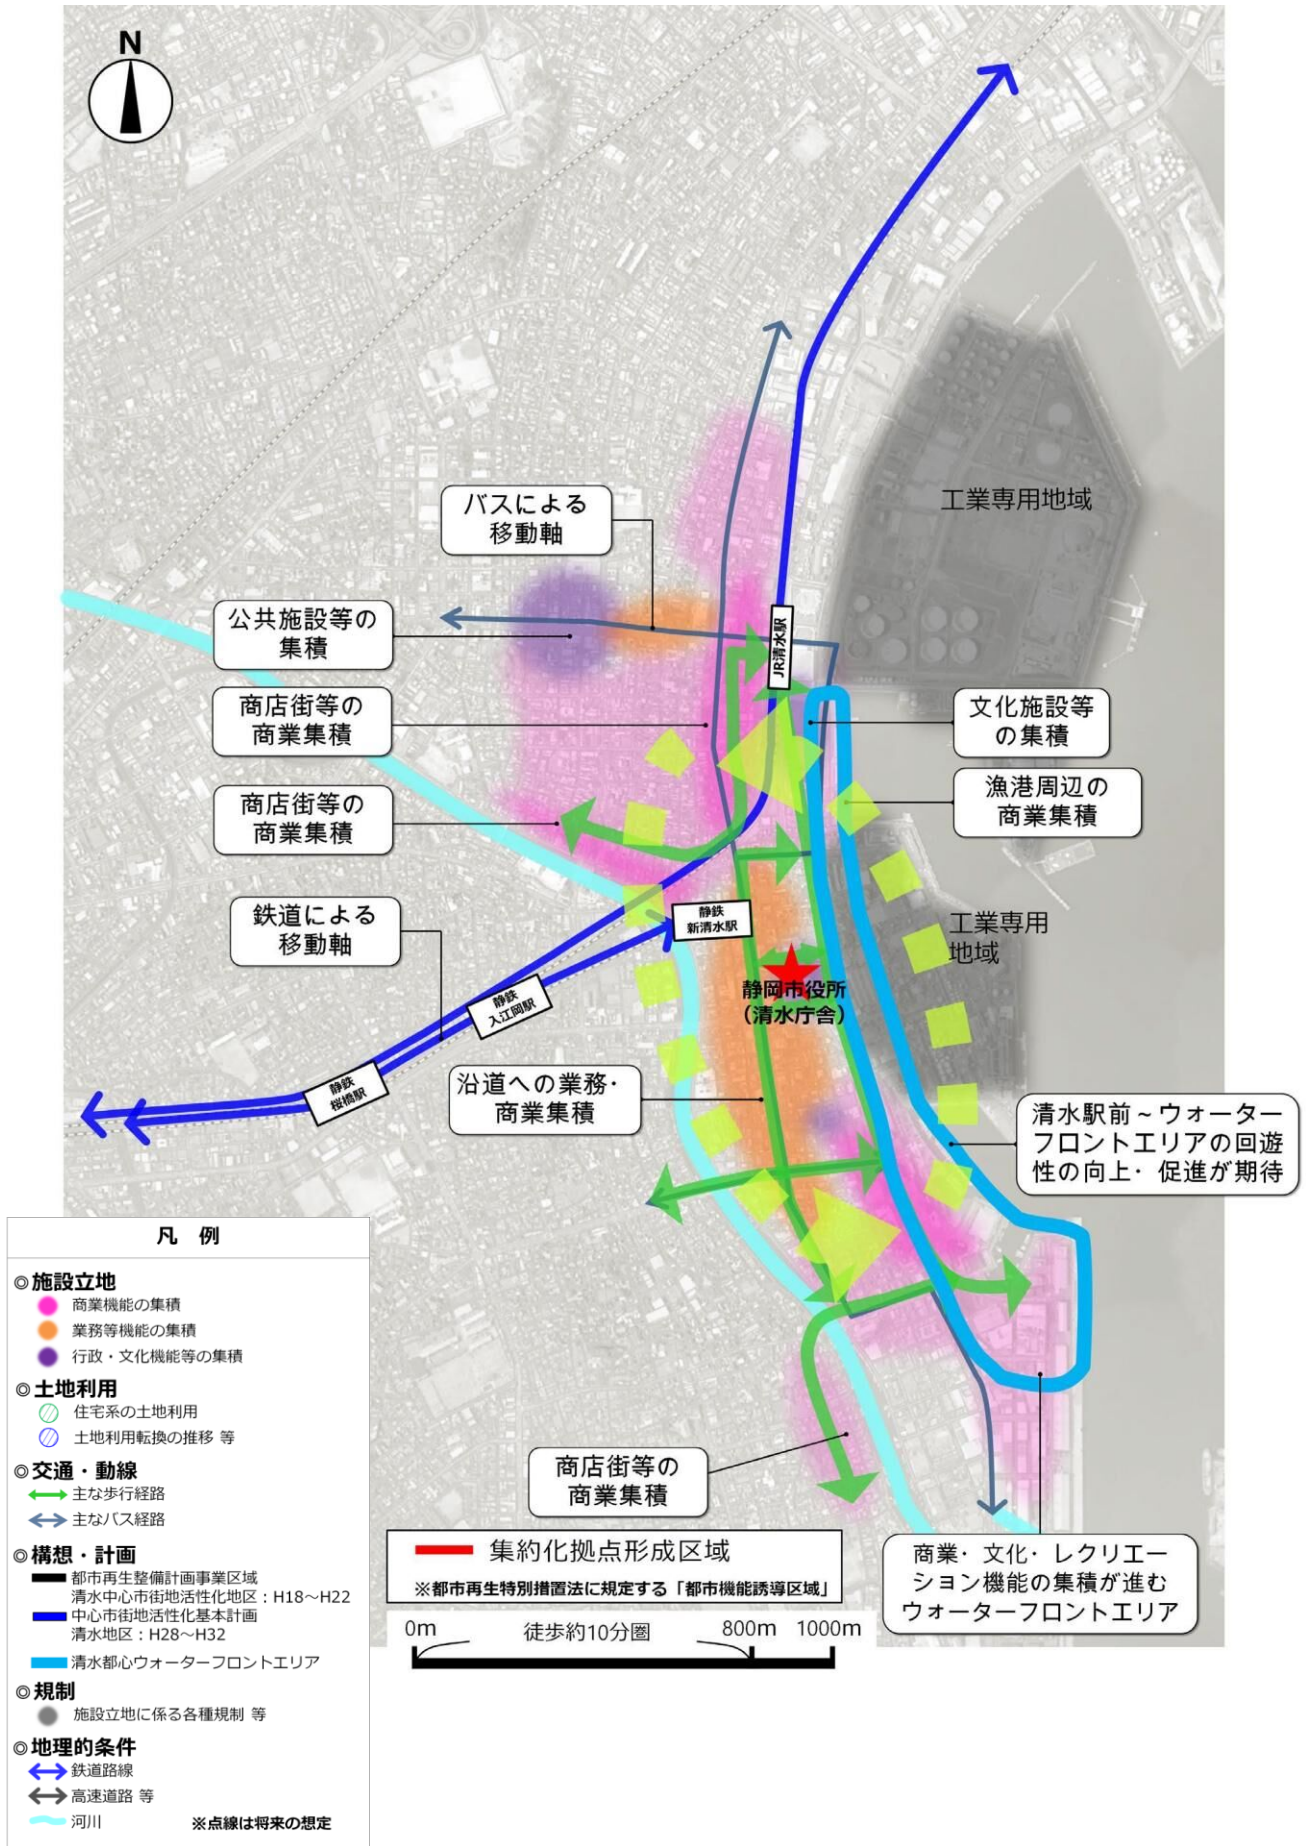 N
工業専用地域
バスによる
移動軸
公共施設等の
集積
JR清水駅
商店街等の
商業集積
文化施設等
の集積
商店街等の
商業集積
漁港周辺の
商業集積
鉄道による
移動軸
静鉄
新清水駅
工業専用
地域
静鉄
入江岡駅
静岡市役所
（清水庁舎）
静鉄
桜橋駅
沿道への業務・
商業集積
清水駅前～ウォーター
フロントエリアの回遊
性の向上・促進が期待
商店街等の
商業集積
商業・文化・レクリエー
ション機能の集積が進む
ウォーターフロントエリア
凡 例
◎施設立地
商業機能の集積
業務等機能の集積
行政・文化機能等の集積
◎土地利用
住宅系の土地利用
土地利用転換の推移 等
◎交通・動線
主な歩行経路
主なバス経路
◎構想・計画
都市再生整備計画事業区域
清水中心市街地活性化地区：H18～H22
中心市街地活性化基本計画
清水地区：H28～H32
清水都心ウォーターフロントエリア
◎規制
施設立地に係る各種規制 等
◎地理的条件
鉄道路線
高速道路 等
河川
※点線は将来の想定
集約化拠点形成区域
※都市再生特別措置法に規定する「都市機能誘導区域」
0m 徒歩約10分圏 800m 1000m